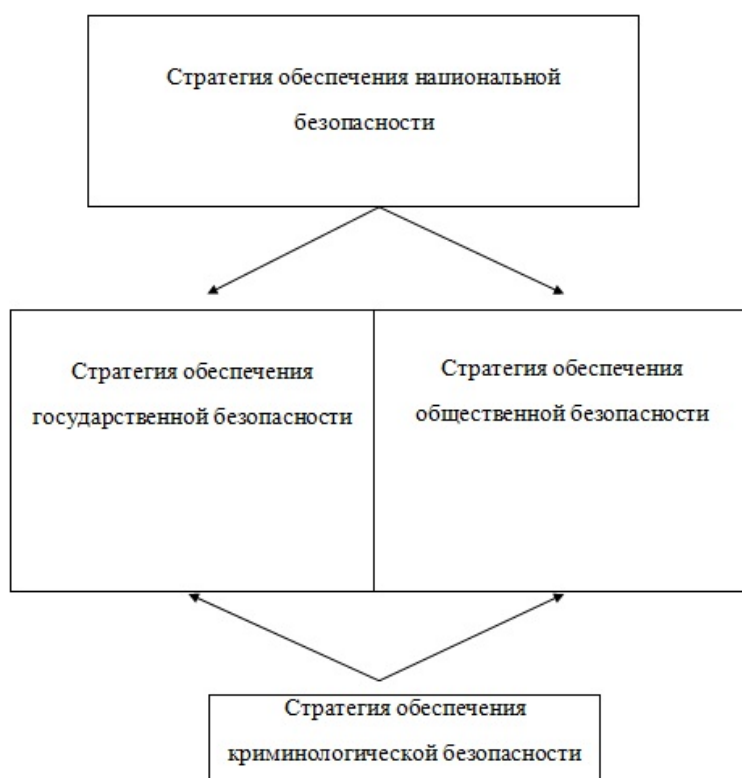 Стратегия обеспечения национальной
безопасности
Стратегия обеспечения
государственной безопасности
Стратегия обеспечения
общественной безопасности
Стратегия обеспечения
криминологической безопасности